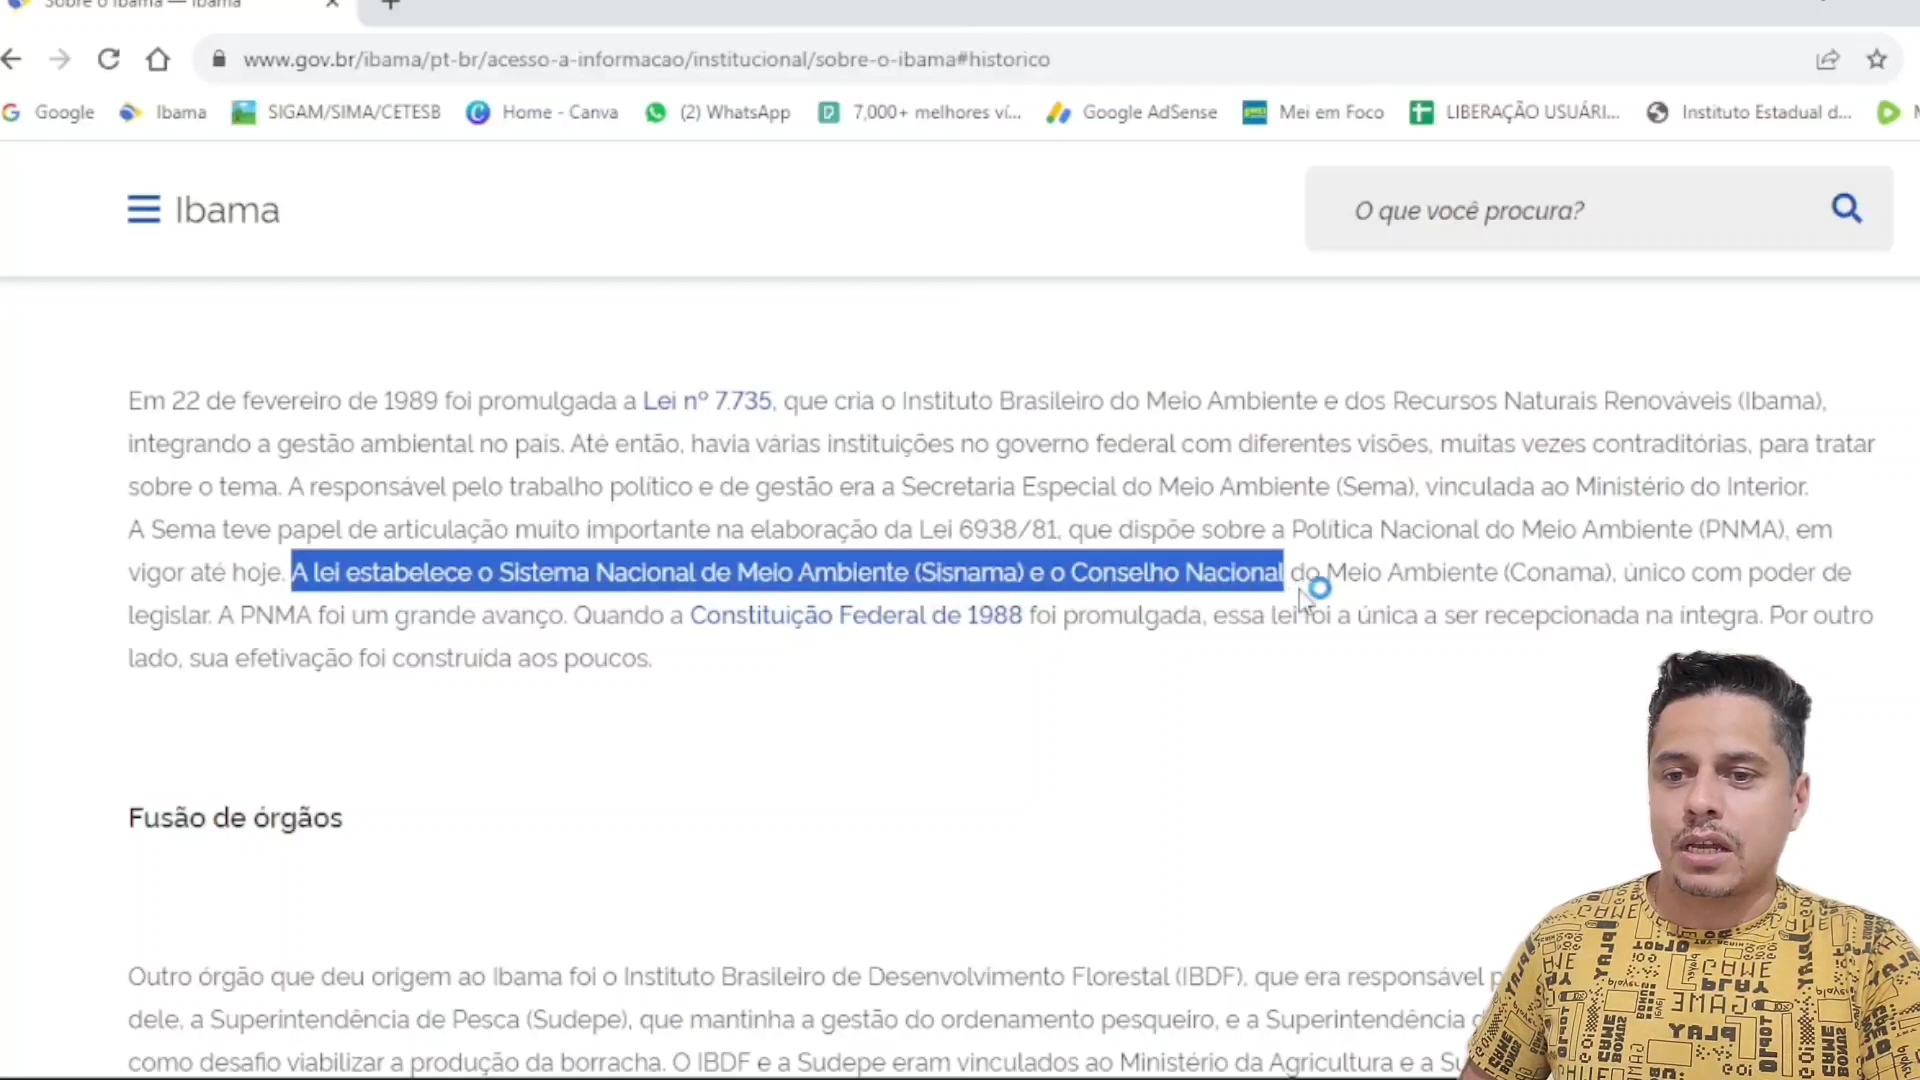 Sobre o Ibama — Ibama
www.gov.br/ibama/pt-br/acesso-a-informacao/institucional/sobre-o-ibama#historico
Google Ibama SIGAM/SIMA/CETESB Home - Canva (2) WhatsApp 7,000+ melhores ví... Google AdSense Mei em Foco LIBERAÇÃO USUÁRI... Instituto Estadual d...
Ibama
O que você procura?
Em 22 de fevereiro de 1989 foi promulgada a Lei nº 7.735, que cria o Instituto Brasileiro do Meio Ambiente e dos Recursos Naturais Renováveis (Ibama),
integrando a gestão ambiental no país. Até então, havia várias instituições no governo federal com diferentes visões, muitas vezes contraditórias, para tratar
sobre o tema. A responsável pelo trabalho político e de gestão era a Secretaria Especial do Meio Ambiente (Sema), vinculada ao Ministério do Interior.
A Sema teve papel de articulação muito importante na elaboração da Lei 6938/81, que dispõe sobre a Política Nacional do Meio Ambiente (PNMA), em
vigor até hoje. A lei estabelece o Sistema Nacional de Meio Ambiente (Sisnama) e o Conselho Nacional do Meio Ambiente (Conama), único com poder de
legislar. A PNMA foi um grande avanço. Quando a Constituição Federal de 1988 foi promulgada, essa lei foi a única a ser recepcionada na íntegra. Por outro
lado, sua efetivação foi construída aos poucos.
Fusão de órgãos
Outro órgão que deu origem ao Ibama foi o Instituto Brasileiro de Desenvolvimento Florestal (IBDF), que era responsável
dele, a Superintendência de Pesca (Sudepe), que mantinha a gestão do ordenamento pesqueiro, e a Superintendência
como desafio viabilizar a produção da borracha. O IBDF e a Sudepe eram vinculados ao Ministério da Agricultura e a